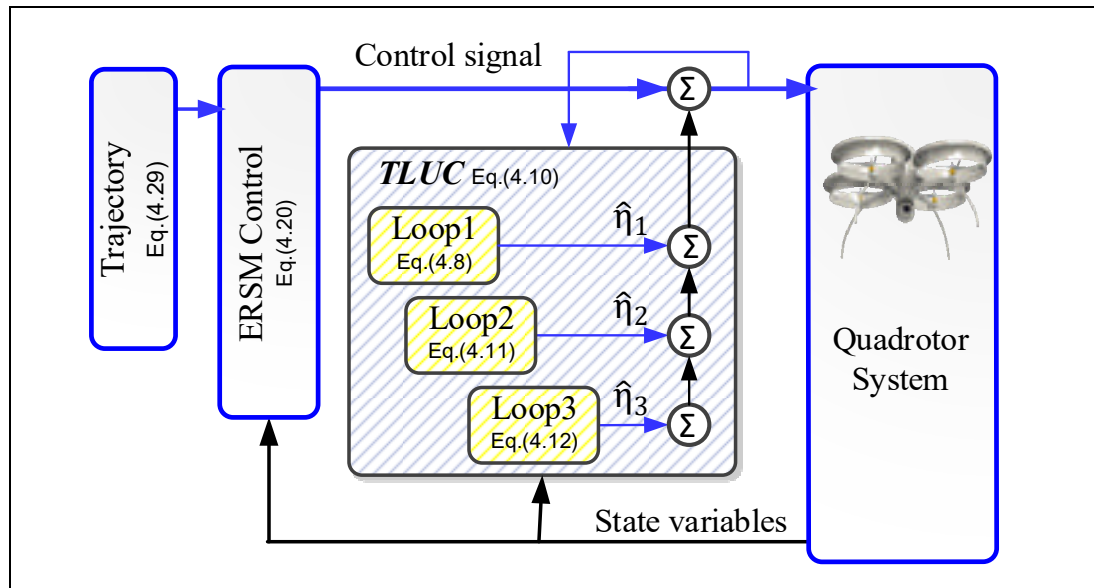 Trajectory
Eq.(4.29)
ERSM Control
Eq.(4.20)
Control signal
Σ
TLUC Eq.(4.10)
Loop1
Eq.(4.8)
η̂1
Σ
Loop2
Eq.(4.11)
η̂2
Σ
Loop3
Eq.(4.12)
η̂3
Σ
Quadrotor
System
State variables